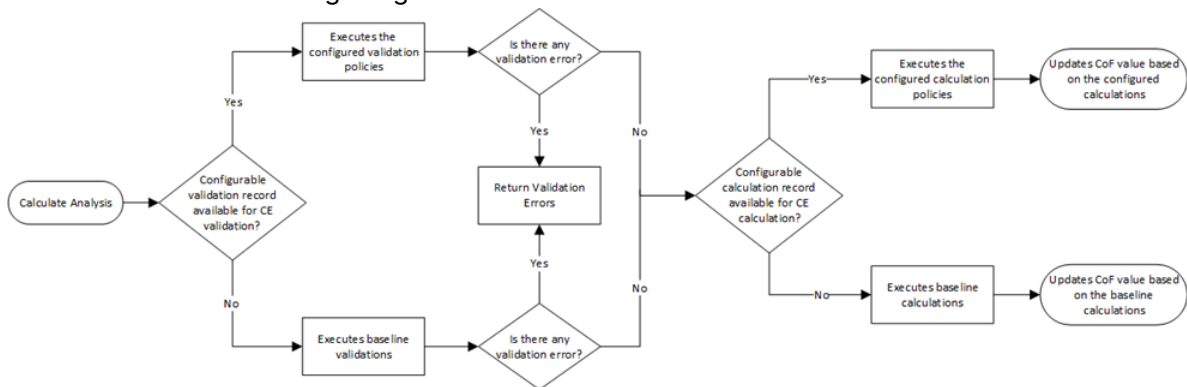 Executes the
configured validation
policies
Is there any
validation error?
Executes the
configured calculation
policies
Updates CoF value based
on the configured
calculations
Yes
Yes
Yes
No
Calculate Analysis
Configurable
validation record
available for CE
validation?
Return Validation
Errors
Configurable
calculation record
available for CE
calculation?
Yes
No
No
No
Executes baseline
validations
Is there any
validation error?
Executes baseline
calculations
Updates CoF value based
on the baseline
calculations